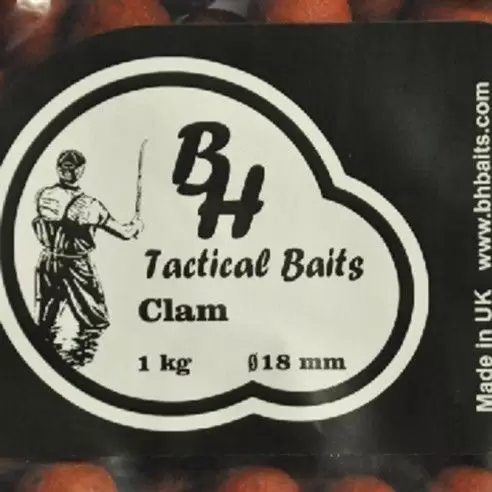 BH
Tactical Baits
Clam
1 kg ø18 mm
Made in UK www.bhbaits.com